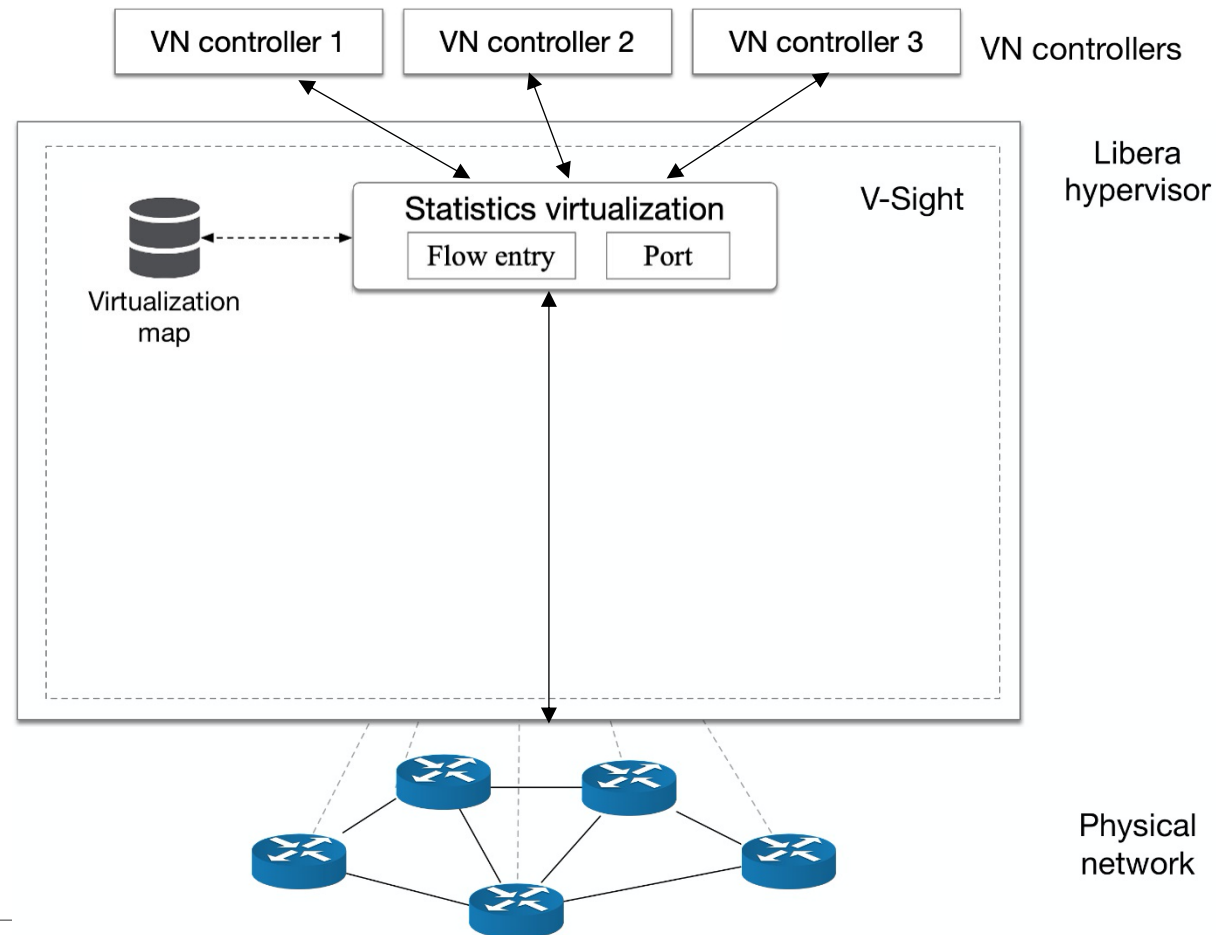 VN controller 1
VN controller 2
VN controller 3
VN controllers
Libera
hypervisor
V-Sight
Statistics virtualization
Flow entry
Port
Virtualization
map
Physical
network